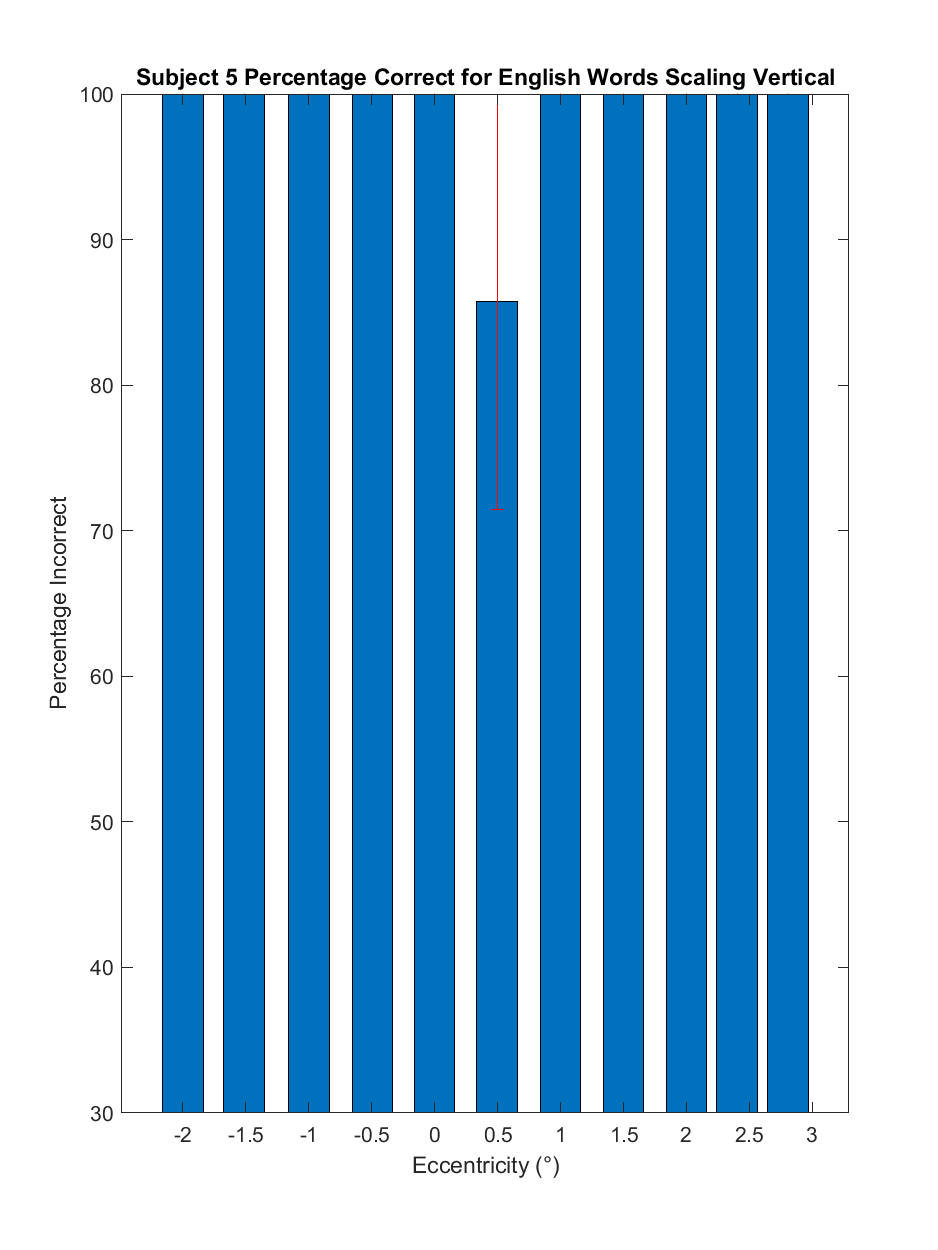 Subject 5 Percentage Correct for English Words Scaling Vertical
100
90
80
70
60
50
40
30
Percentage Incorrect
-2 -1.5 -1 -0.5 0 0.5 1 1.5 2 2.5 3
Eccentricity (°)